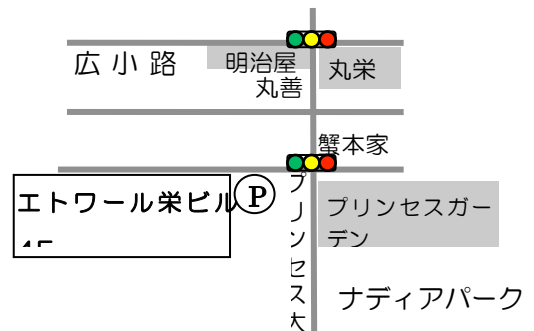 広小路
明治屋
丸善
丸栄
蟹本家
エトワール栄ビル
P
プリンセス大
プリンセスガー
デン
ナディアパーク